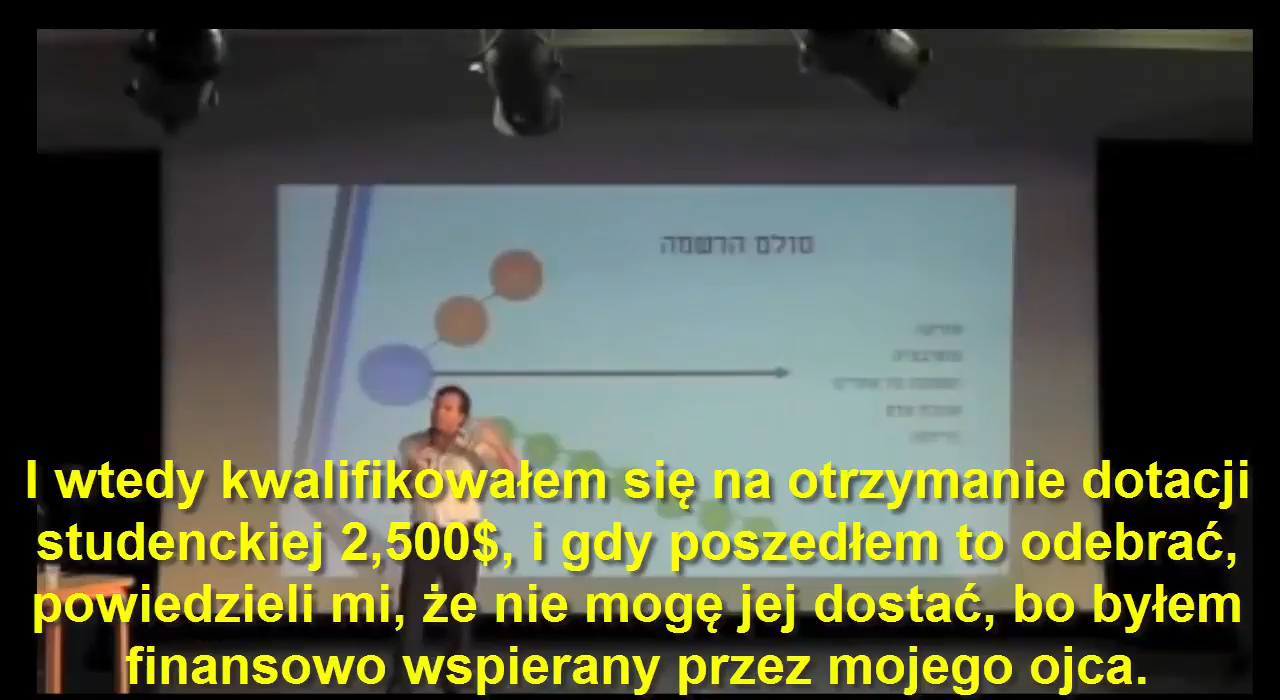 סולם הרשמה
I wtedy kwalifikowałem się na otrzymanie dotacji
studenckiej 2,500$, i gdy poszedłem to odebrać,
powiedzieli mi, że nie mogę jej dostać, bo byłem
finansowo wspierany przez mojego ojca.